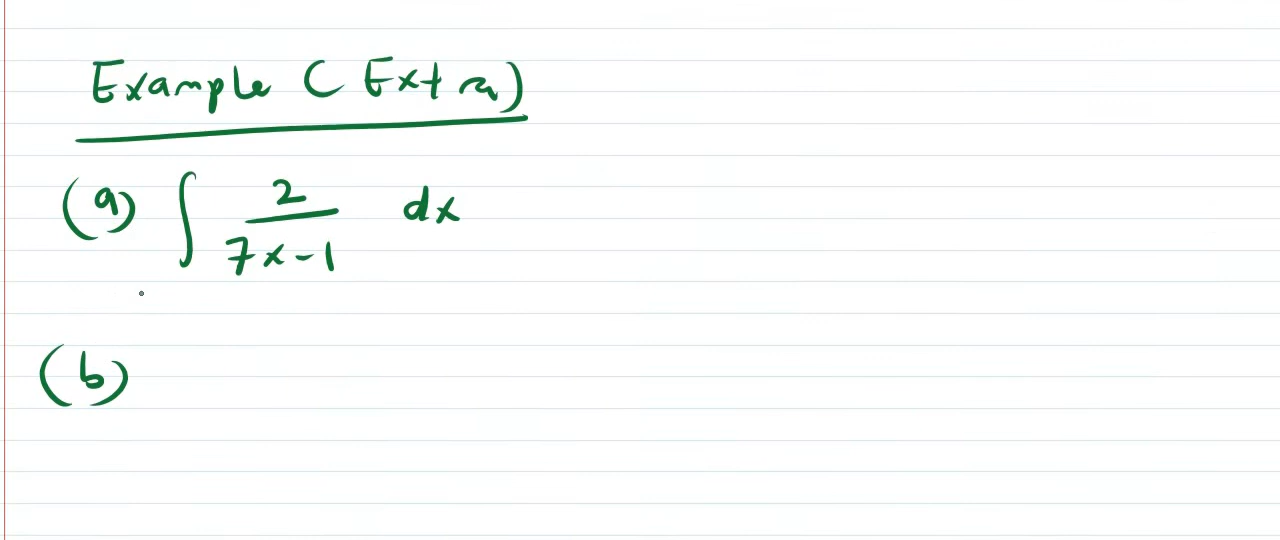 Example (Extra)
(a) ∫ 2/(7x-1) dx
(b)